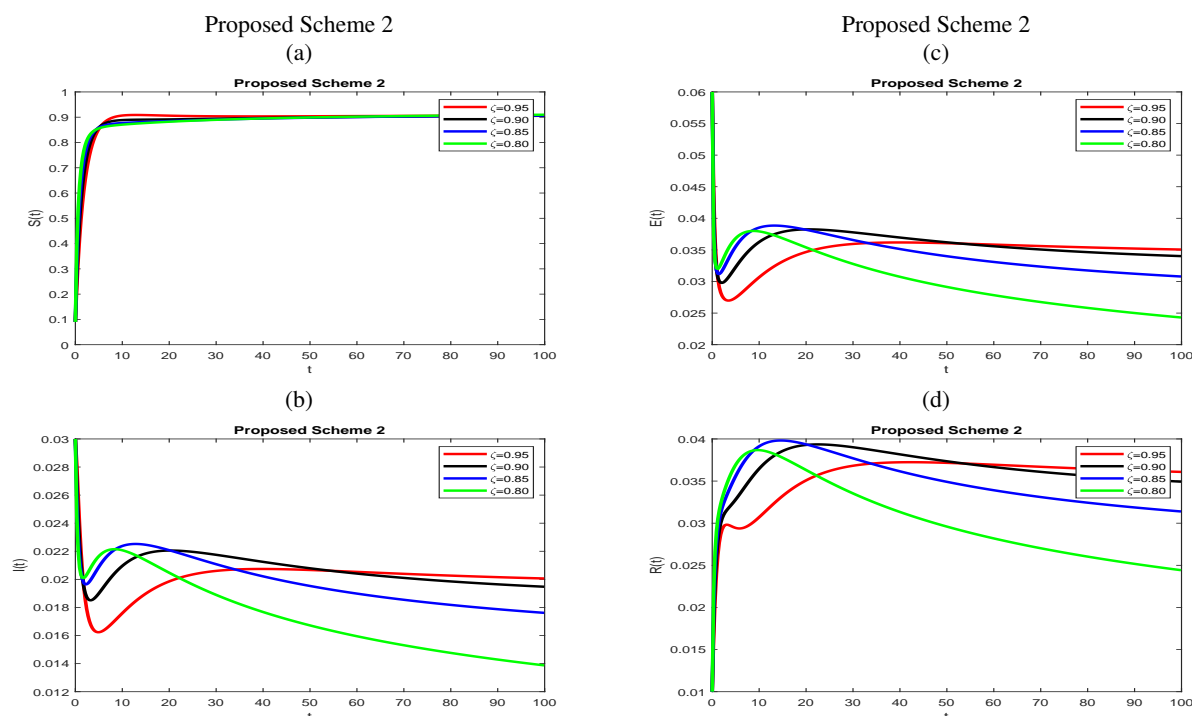 Proposed Scheme 2
(a)
Proposed Scheme 2
1
0.9
0.8
0.7
0.6
0.5
0.4
0.3
0.2
0.1
0
S(t)
0 10 20 30 40 50 60 70 80 90 100
t
ζ=0.95
ζ=0.90
ζ=0.85
ζ=0.80
(b)
Proposed Scheme 2
0.03
0.028
0.026
0.024
0.022
0.02
0.018
0.016
0.014
0.012
I(t)
0 10 20 30 40 50 60 70 80 90 100
t
ζ=0.95
ζ=0.90
ζ=0.85
ζ=0.80
Proposed Scheme 2
(c)
Proposed Scheme 2
0.06
0.055
0.05
0.045
0.04
0.035
0.03
0.025
0.02
E(t)
0 10 20 30 40 50 60 70 80 90 100
t
ζ=0.95
ζ=0.90
ζ=0.85
ζ=0.80
(d)
Proposed Scheme 2
0.04
0.035
0.03
0.025
0.02
0.015
0.01
R(t)
0 10 20 30 40 50 60 70 80 90 100
t
ζ=0.95
ζ=0.90
ζ=0.85
ζ=0.80